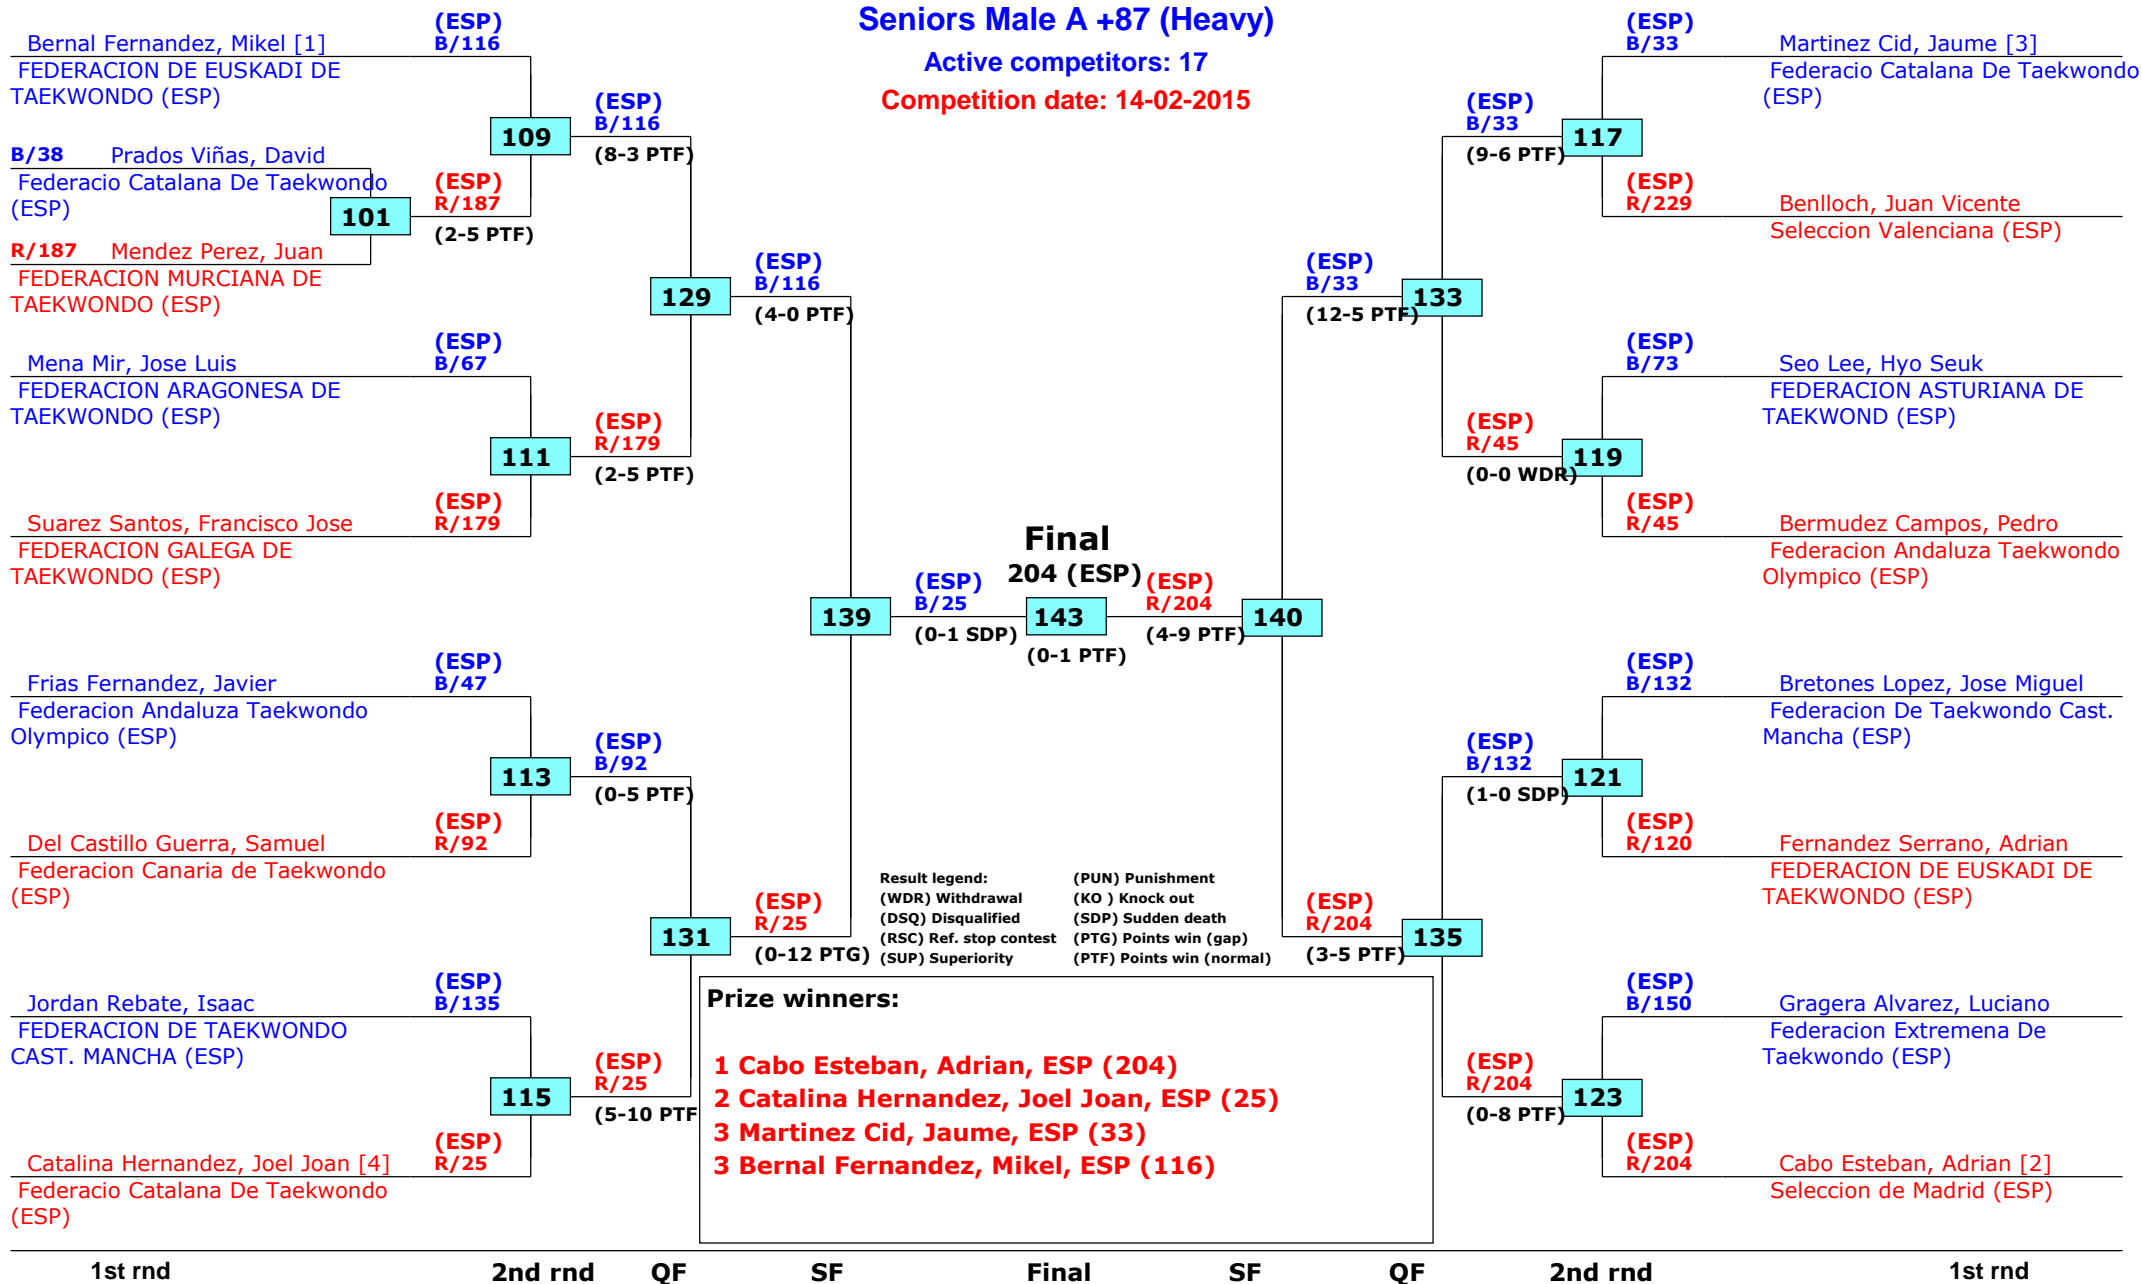 Seniors Male A +87 (Heavy)
Active competitors: 17
Competition date: 14-02-2015
(ESP)
B/116
Bernal Fernandez, Mikel [1]
FEDERACION DE EUSKADI DE
TAEKWONDO (ESP)
109
(ESP)
B/116
(8-3 PTF)
B/38 Prados Viñas, David
Federacio Catalana De Taekwondo
(ESP)
101
(ESP)
R/187
(2-5 PTF)
R/187 Mendez Perez, Juan
FEDERACION MURCIANA DE
TAEKWONDO (ESP)
129
(ESP)
B/116
(4-0 PTF)
(ESP)
B/67
Mena Mir, Jose Luis
FEDERACION ARAGONESA DE
TAEKWONDO (ESP)
111
(ESP)
R/179
(2-5 PTF)
(ESP)
R/179
Suarez Santos, Francisco Jose
FEDERACION GALEGA DE
TAEKWONDO (ESP)
139
(ESP)
B/25
(0-1 SDP)
(ESP)
B/47
Frias Fernandez, Javier
Federacion Andaluza Taekwondo
Olympico (ESP)
113
(ESP)
B/92
(0-5 PTF)
(ESP)
R/92
Del Castillo Guerra, Samuel
Federacion Canaria de Taekwondo
(ESP)
131
(ESP)
R/25
(0-12 PTG)
(ESP)
B/135
Jordan Rebate, Isaac
FEDERACION DE TAEKWONDO
CAST. MANCHA (ESP)
115
(ESP)
R/25
(5-10 PTF
(ESP)
R/25
Catalina Hernandez, Joel Joan [4]
Federacio Catalana De Taekwondo
(ESP)
Final
204 (ESP)
143
(0-1 PTF)
(ESP)
R/204
(4-9 PTF)
140
(ESP)
B/33
Martinez Cid, Jaume [3]
Federacio Catalana De Taekwondo
(ESP)
(ESP)
B/33
(9-6 PTF)
117
(ESP)
R/229
Benlloch, Juan Vicente
Seleccion Valenciana (ESP)
(ESP)
B/33
(12-5 PTF)
133
(ESP)
B/73
Seo Lee, Hyo Seuk
FEDERACION ASTURIANA DE
TAEKWOND (ESP)
(ESP)
R/45
(0-0 WDR)
119
(ESP)
R/45
Bermudez Campos, Pedro
Federacion Andaluza Taekwondo
Olympico (ESP)
(ESP)
B/132
Bretones Lopez, Jose Miguel
Federacion De Taekwondo Cast.
Mancha (ESP)
(ESP)
B/132
(1-0 SDP)
121
(ESP)
R/120
Fernandez Serrano, Adrian
FEDERACION DE EUSKADI DE
TAEKWONDO (ESP)
(ESP)
R/204
(3-5 PTF)
135
(ESP)
B/150
Gragera Alvarez, Luciano
Federacion Extremena De
Taekwondo (ESP)
(ESP)
R/204
(0-8 PTF)
123
(ESP)
R/204
Cabo Esteban, Adrian [2]
Seleccion de Madrid (ESP)
Result legend: (PUN) Punishment
(WDR) Withdrawal (KO ) Knock out
(DSQ) Disqualified (SDP) Sudden death
(RSC) Ref. stop contest (PTG) Points win (gap)
(SUP) Superiority (PTF) Points win (normal)
Prize winners:
1 Cabo Esteban, Adrian, ESP (204)
2 Catalina Hernandez, Joel Joan, ESP (25)
3 Martinez Cid, Jaume, ESP (33)
3 Bernal Fernandez, Mikel, ESP (116)
1st rnd 2nd rnd QF SF Final SF QF 2nd rnd 1st rnd